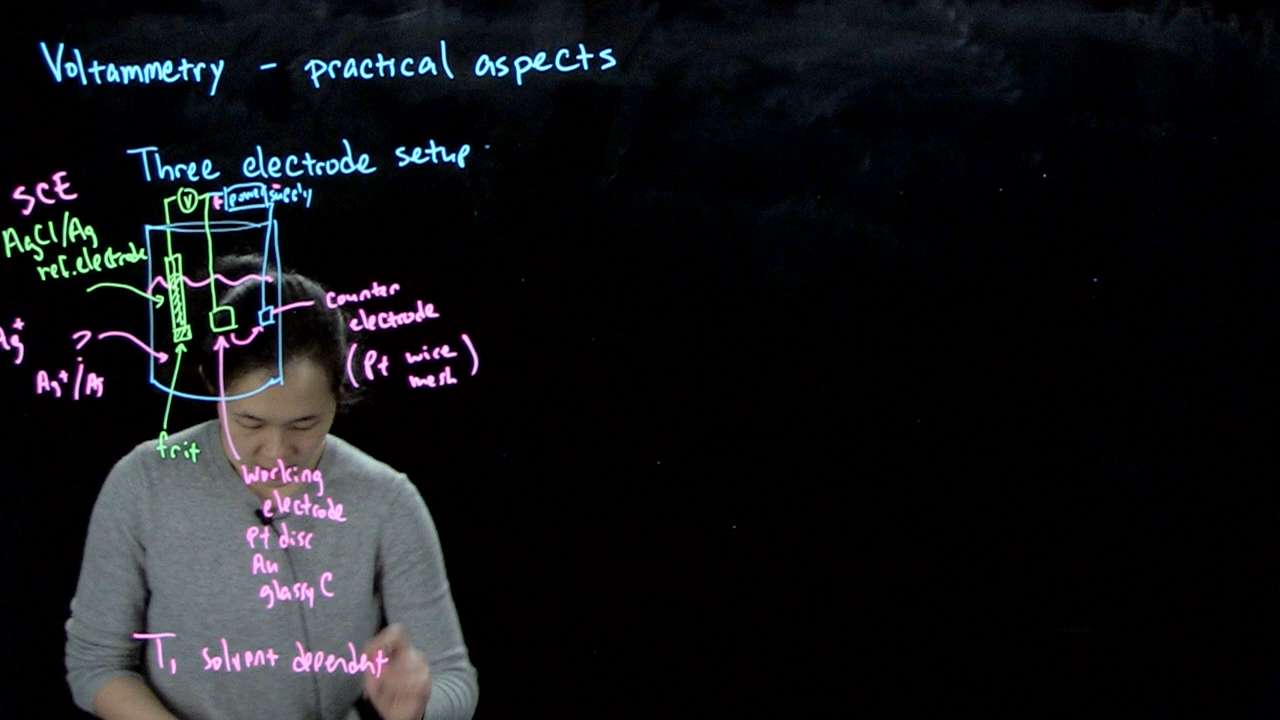 Voltammetry - practical aspects
Three electrode setup
SCE
V
+
power supply
-
AgCl/Ag
ref. electrode
counter
electrode
(Pt wire
mesh)
Ag+
?
Ag+/Ag
frit
working
electrode
Pt disc
Au
glassy C
T, solvent dependent